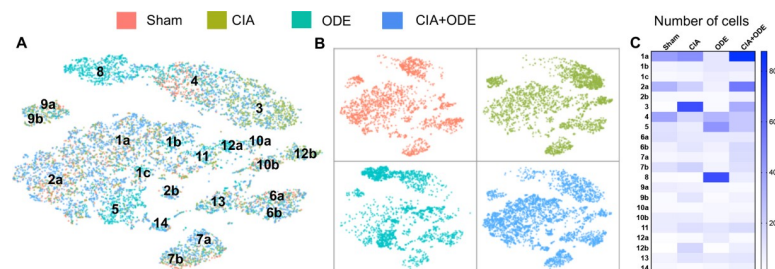 Sham CIA ODE CIA+ODE
A
8
4
3
9a
9b
1a
1b
12a
10a
12b
11
10b
2a
1c
2b
5
13
6a
6b
14
7a
7b
B
C
Number of cells
Sham CIA ODE CIA+ODE
1a
1b
1c
2a
2b
3
4
5
6a
6b
7a
7b
8
9a
9b
10a
10b
11
12a
12b
13
14
80
60
40
20
0